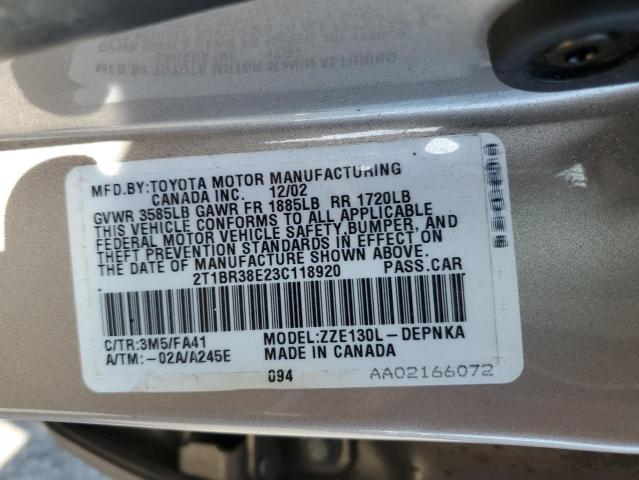 MFD.BY:TOYOTA MOTOR MANUFACTURING
CANADA INC. 12/02
GVWR 3585LB GAWR FR 1885LB RR 1720LB
THIS VEHICLE CONFORMS TO ALL APPLICABLE
FEDERAL MOTOR VEHICLE SAFETY,BUMPER, AND
THEFT PREVENTION STANDARDS IN EFFECT ON
THE DATE OF MANUFACTURE SHOWN ABOVE.
2T1BR38E23C118920 PASS.CAR
C/TR:3M5/FA41 MODEL:ZZE130L-DEPNKA
A/TM:-02A/A245E MADE IN CANADA
094 AA02166072